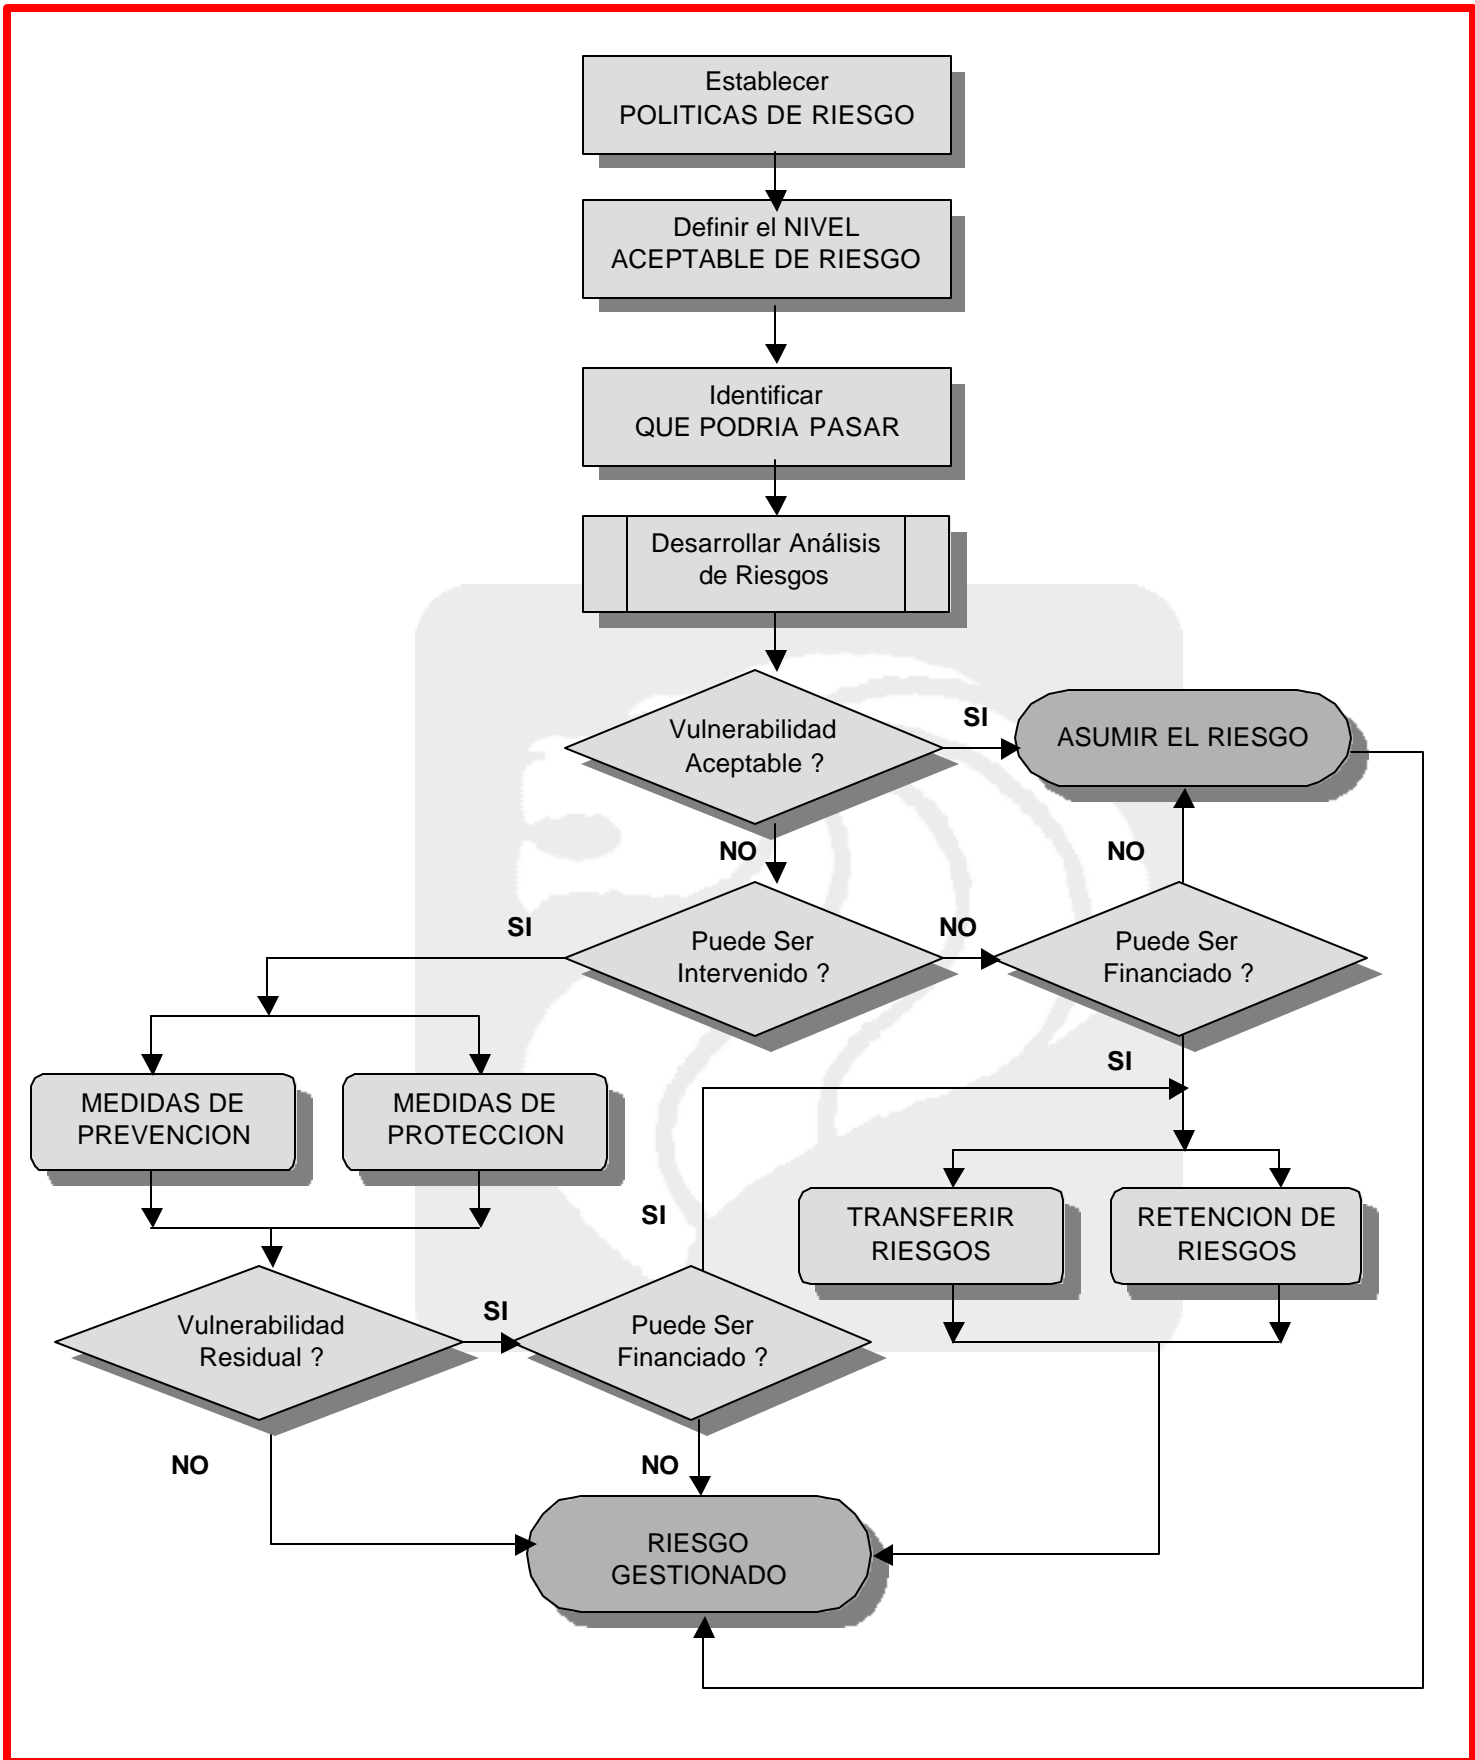 Establecer
POLITICAS DE RIESGO
Definir el NIVEL
ACEPTABLE DE RIESGO
Identificar
QUE PODRIA PASAR
Desarrollar Análisis
de Riesgos
Vulnerabilidad
Aceptable ?
SI
ASUMIR EL RIESGO
NO
NO
SI
Puede Ser
Intervenido ?
NO
Puede Ser
Financiado ?
SI
MEDIDAS DE
PREVENCION
MEDIDAS DE
PROTECCION
SI
TRANSFERIR
RIESGOS
RETENCION DE
RIESGOS
Vulnerabilidad
Residual ?
SI
Puede Ser
Financiado ?
NO
NO
RIESGO
GESTIONADO